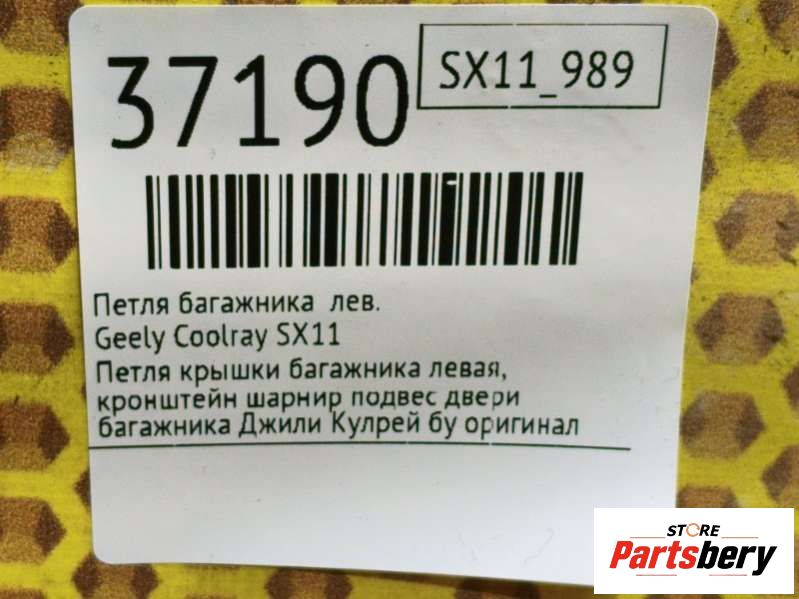 37190
SX11_989
Петля багажника лев.
Geely Coolray SX11
Петля крышки багажника левая,
кронштейн шарнир подвес двери
багажника Джили Кулрей бу оригинал
STORE
Partsbery